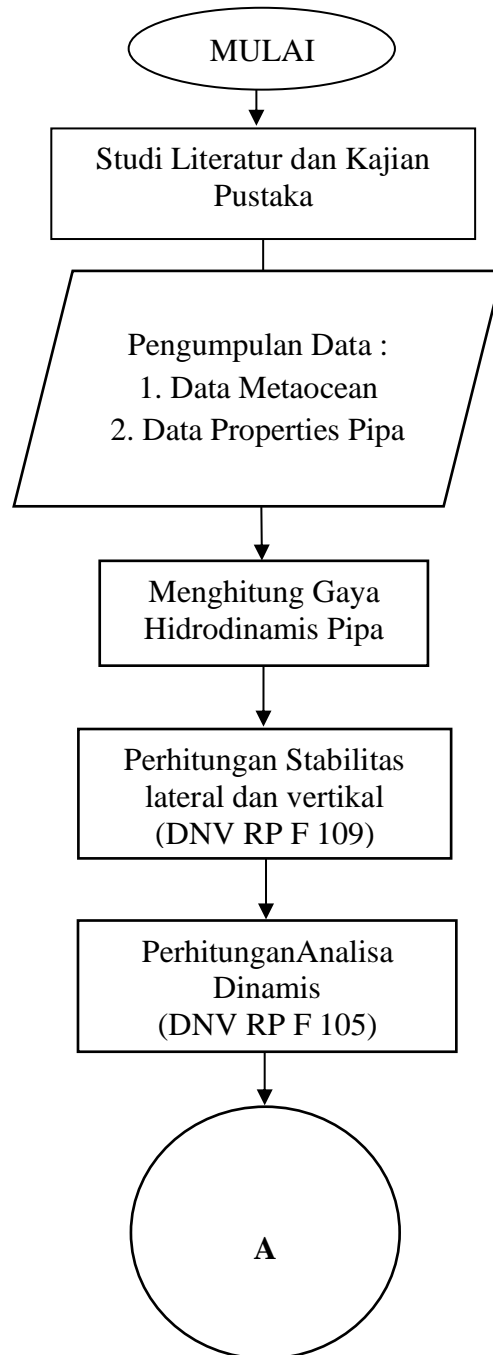 MULAI
Studi Literatur dan Kajian
Pustaka
Pengumpulan Data :
1. Data Metaocean
2. Data Properties Pipa
Menghitung Gaya
Hidrodinamis Pipa
Perhitungan Stabilitas
lateral dan vertikal
(DNV RP F 109)
PerhitunganAnalisa
Dinamis
(DNV RP F 105)
A